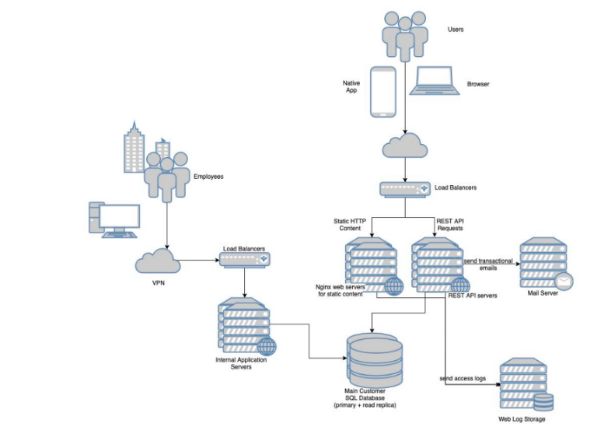 Users
Native
App
Browser
Employees
Load Balancers
Static HTTP
Content
REST API
Requests
Load Balancers
send transactional
emails
VPN
Nginx web servers
for static content
REST API servers
Mail Server
Internal Application
Servers
send access logs
Main Customer
SQL Database
(primary + read replica)
Web Log Storage